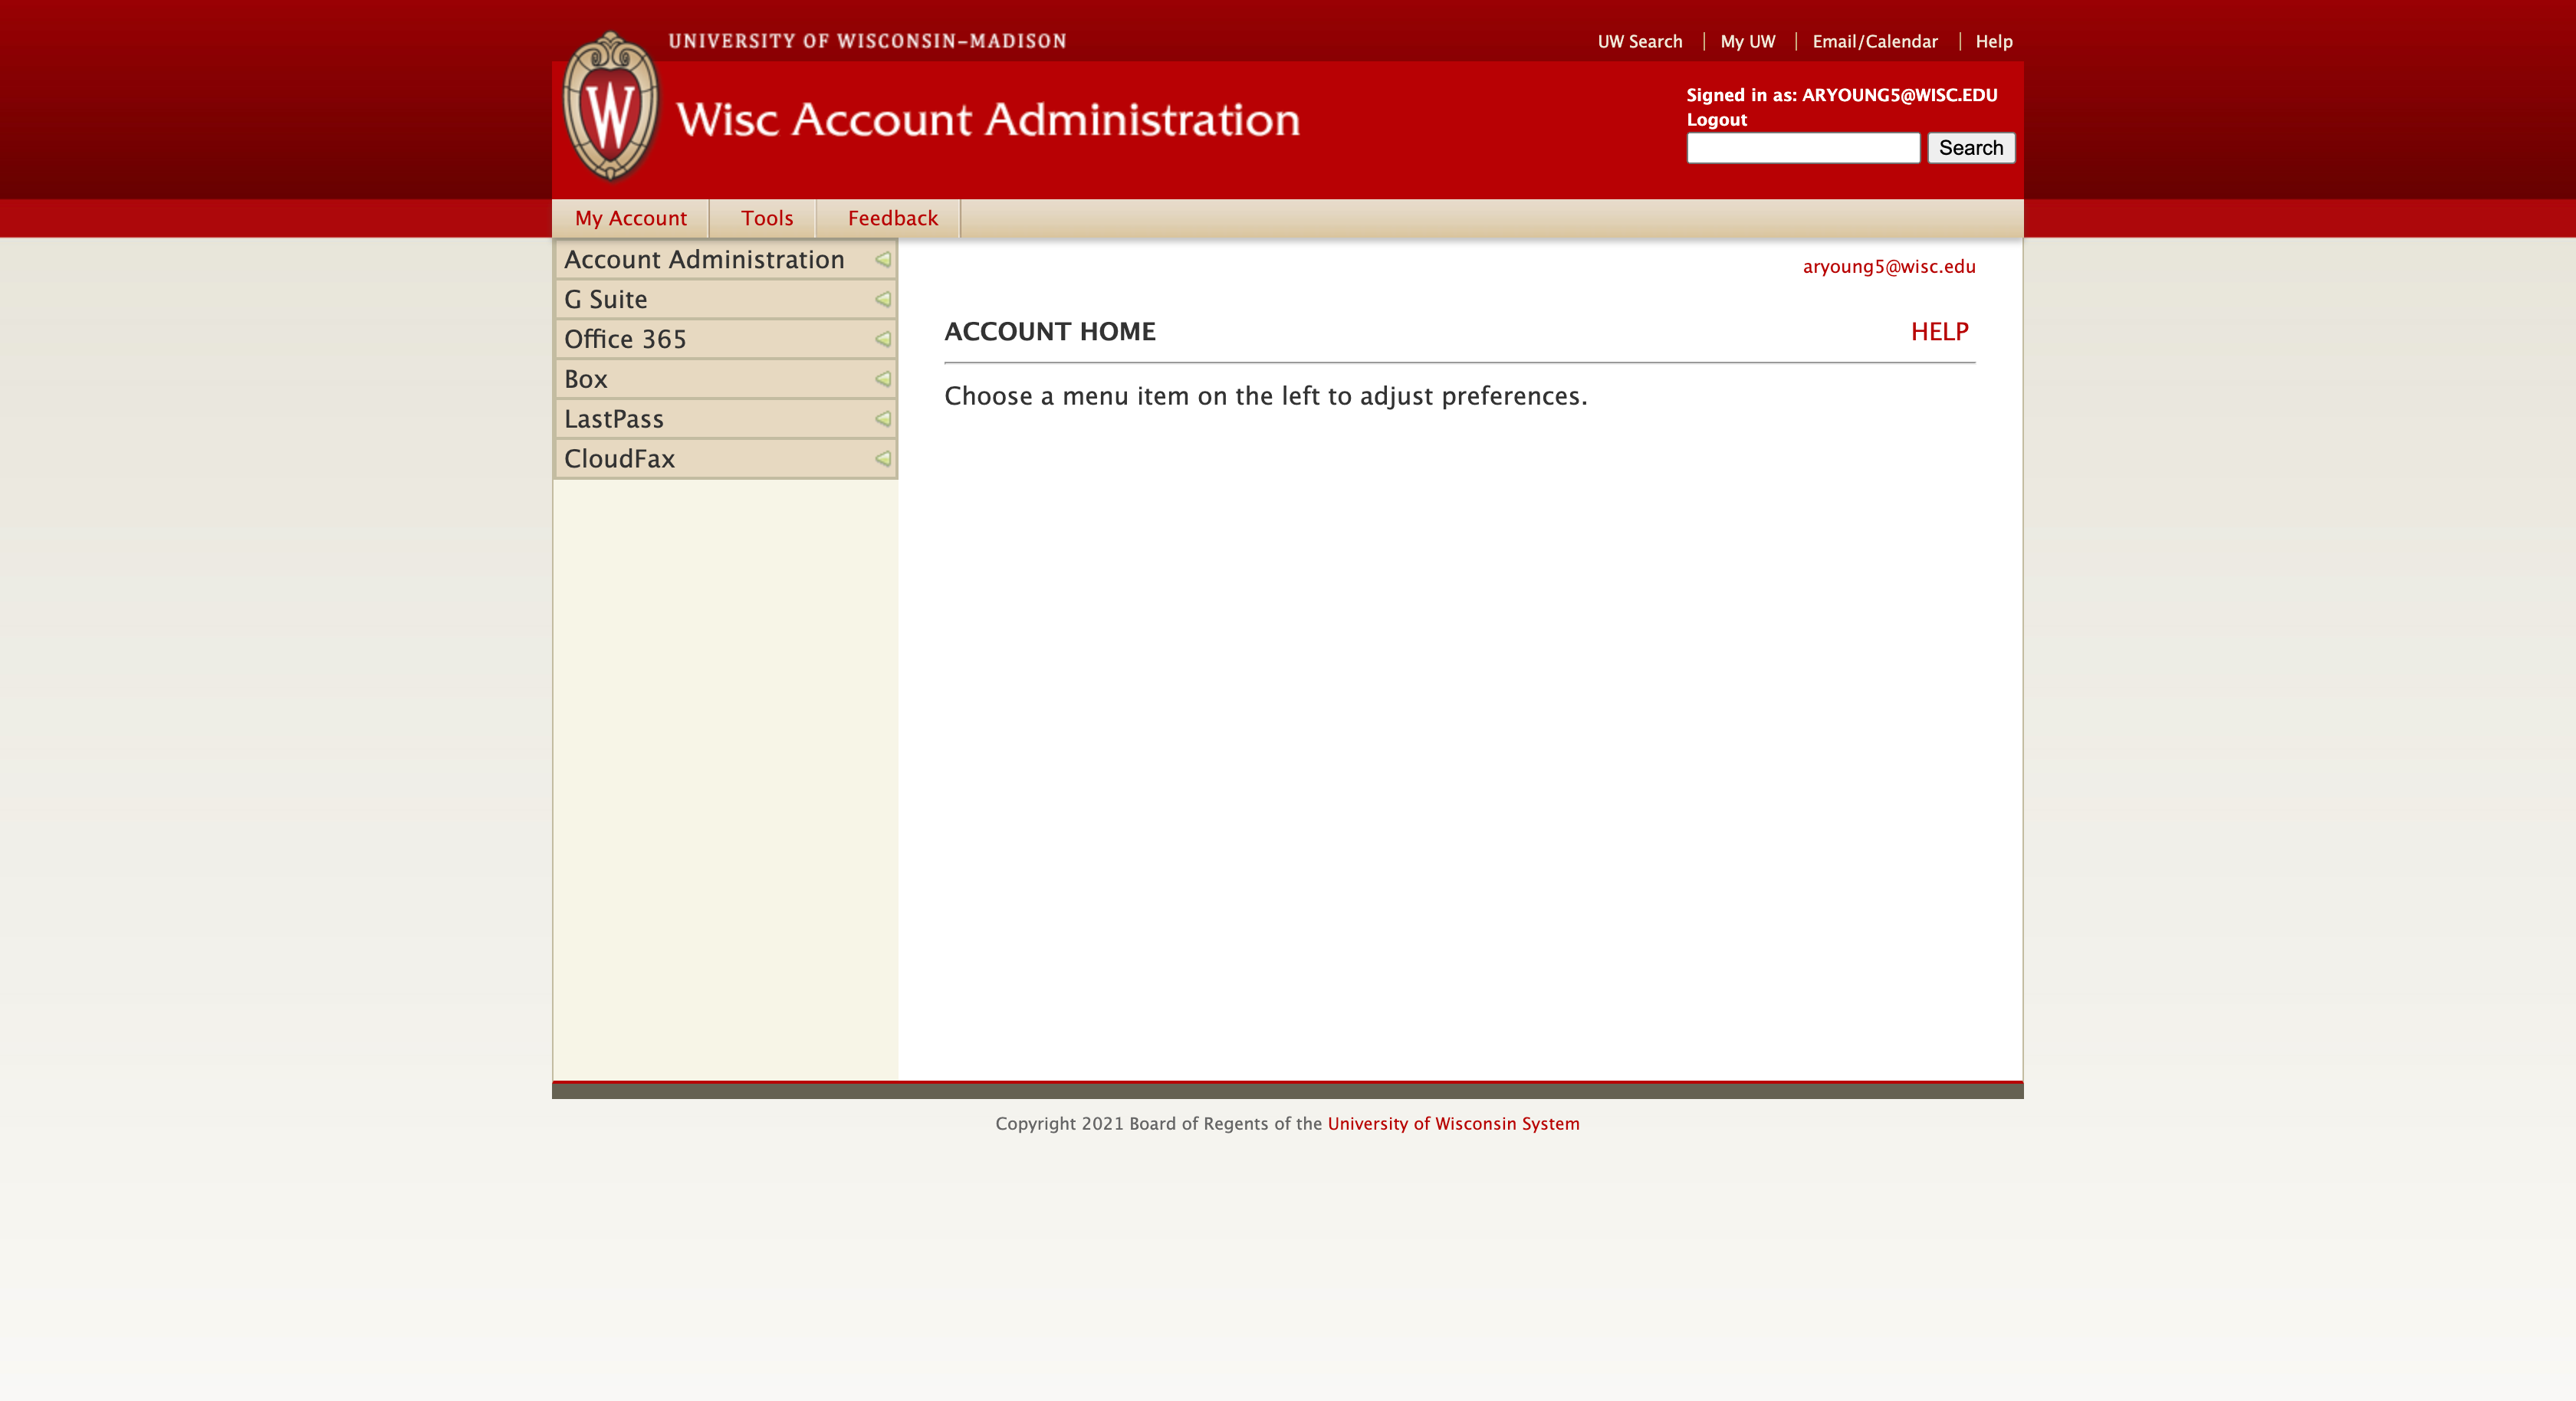 UNIVERSITY OF WISCONSIN–MADISON
UW Search My UW Email/Calendar Help
W
Wisc Account Administration
Signed in as: ARYOUNG5@WISC.EDU
Logout
Search
My Account Tools Feedback
Account Administration
G Suite
Office 365
Box
LastPass
CloudFax
aryoung5@wisc.edu
ACCOUNT HOME HELP
Choose a menu item on the left to adjust preferences.
Copyright 2021 Board of Regents of the University of Wisconsin System